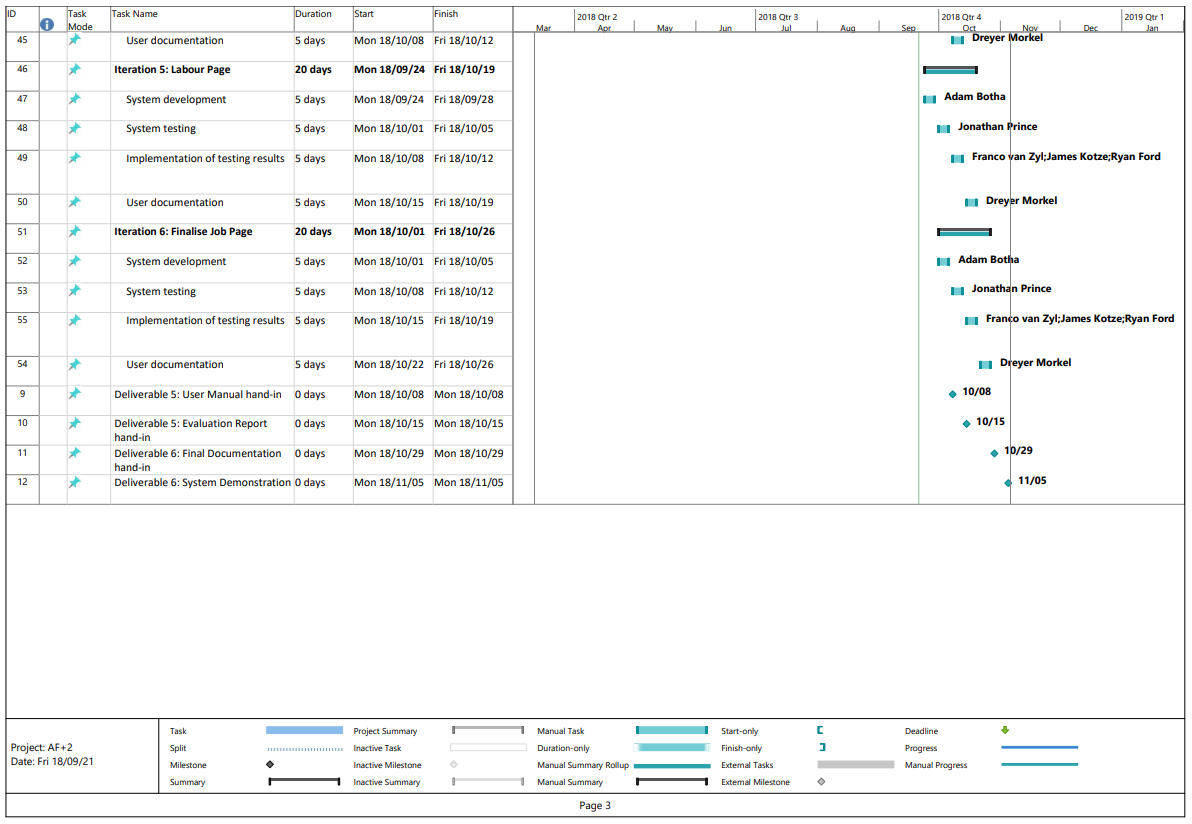 ID Task Mode Task Name Duration Start Finish 2018 Qtr 2 2018 Qtr 3 2018 Qtr 4 2019 Qtr 1
Mar Apr May Jun Jul Aug Sep Oct Nov Dec Jan
45 User documentation 5 days Mon 18/10/08 Fri 18/10/12 Dreyer Morkel
46 Iteration 5: Labour Page 20 days Mon 18/09/24 Fri 18/10/19
47 System development 5 days Mon 18/09/24 Fri 18/09/28 Adam Botha
48 System testing 5 days Mon 18/10/01 Fri 18/10/05 Jonathan Prince
49 Implementation of testing results 5 days Mon 18/10/08 Fri 18/10/12 Franco van Zyl;James Kotze;Ryan Ford
50 User documentation 5 days Mon 18/10/15 Fri 18/10/19 Dreyer Morkel
51 Iteration 6: Finalise Job Page 20 days Mon 18/10/01 Fri 18/10/26
52 System development 5 days Mon 18/10/01 Fri 18/10/05 Adam Botha
53 System testing 5 days Mon 18/10/08 Fri 18/10/12 Jonathan Prince
55 Implementation of testing results 5 days Mon 18/10/15 Fri 18/10/19 Franco van Zyl;James Kotze;Ryan Ford
54 User documentation 5 days Mon 18/10/22 Fri 18/10/26 Dreyer Morkel
9 Deliverable 5: User Manual hand-in 0 days Mon 18/10/08 Mon 18/10/08 10/08
10 Deliverable 5: Evaluation Report 0 days Mon 18/10/15 Mon 18/10/15 10/15
hand-in
11 Deliverable 6: Final Documentation 0 days Mon 18/10/29 Mon 18/10/29 10/29
hand-in
12 Deliverable 6: System Demonstration 0 days Mon 18/11/05 Mon 18/11/05 11/05
Project: AF+2
Date: Fri 18/09/21
Task Project Summary Manual Task Start-only Deadline
Split Inactive Task Duration-only Finish-only Progress
Milestone Inactive Milestone Manual Summary Rollup External Tasks Manual Progress
Summary Inactive Summary Manual Summary External Milestone
Page 3